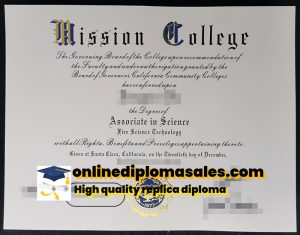 Mission College
The Governing Board of the College upon recommendation of
the Faculty and under authorization granted by the
Board of Governors California Community Colleges
has conferred upon
the Degree of
Associate in Science
Fire Science Technology
with all Rights, Benefits and Privileges appertaining thereto.
Given at Santa Clara, California, on the Twentieth day of December,
onlinediplomasales.com
High quality replica diploma